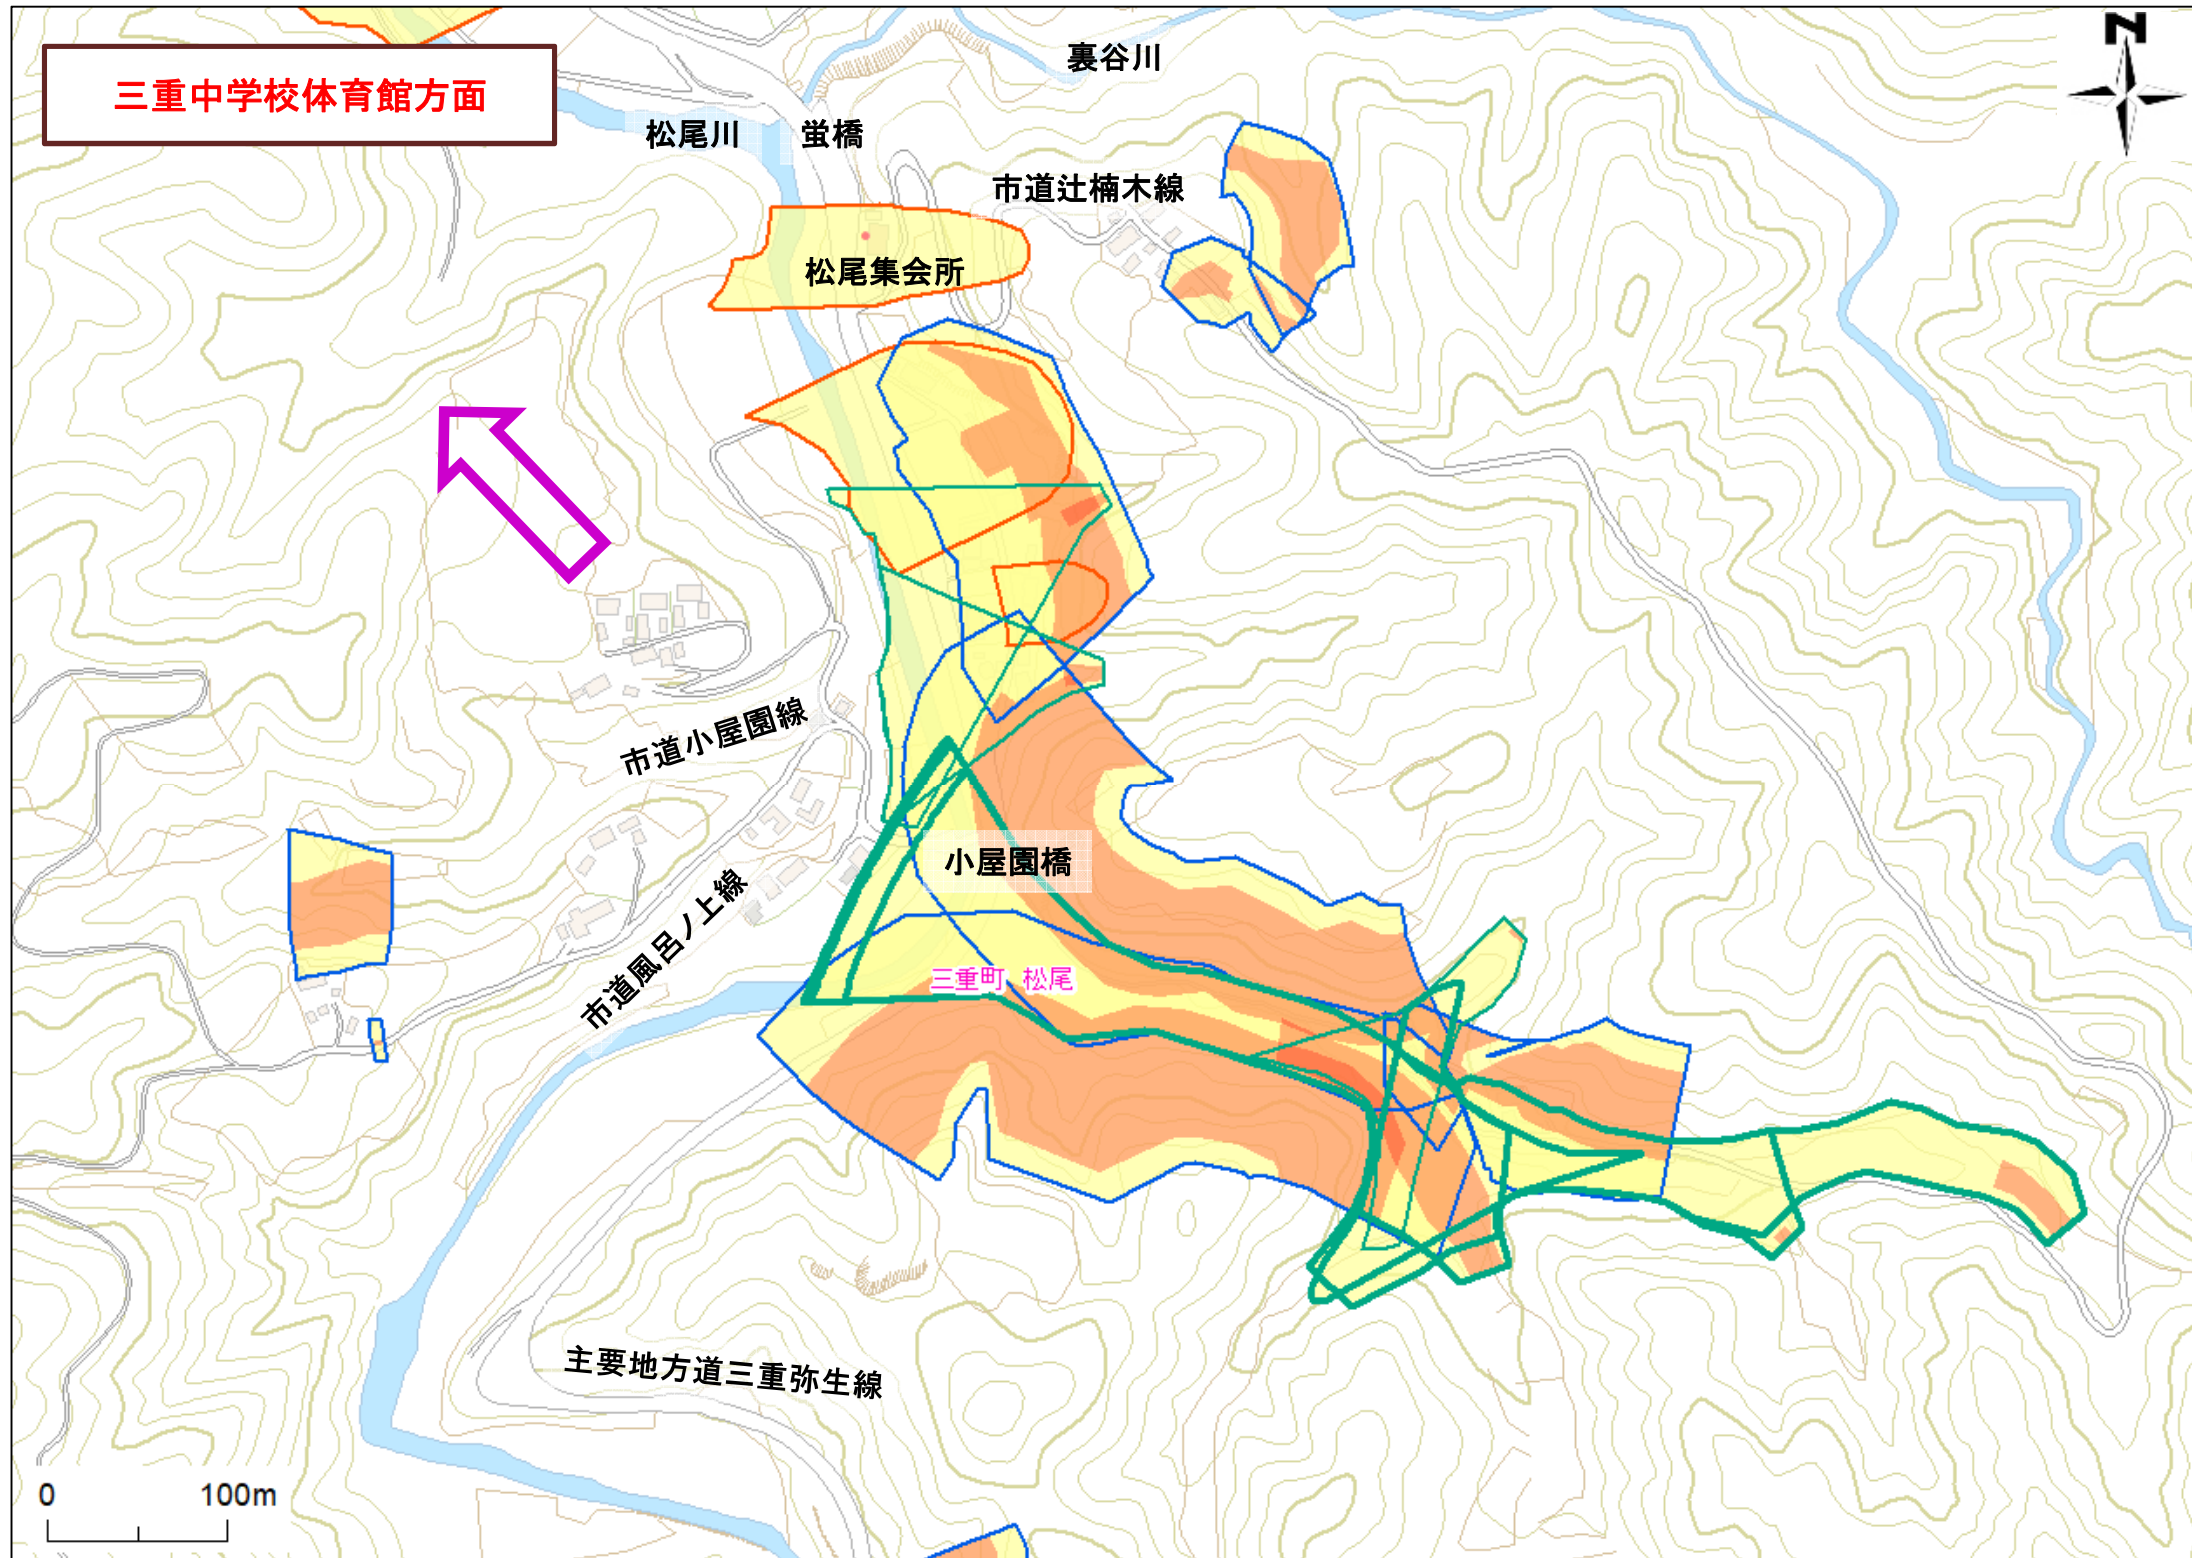 裏谷川
N
三重中学校体育館方面
松尾川
蛍橋
市道辻楠木線
松尾集会所
市道小屋園線
小屋園橋
市道風呂ノ上線
三重町 松尾
主要地方道三重弥生線
0 100m